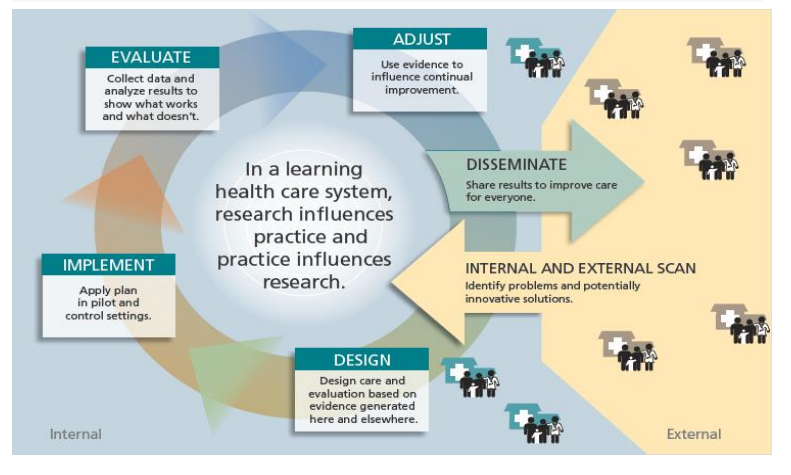 EVALUATE
Collect data and
analyze results to
show what works
and what doesn't.
ADJUST
Use evidence to
influence continual
improvement.
In a learning
health care system,
research influences
practice and
practice influences
research.
DISSEMINATE
Share results to improve care
for everyone.
INTERNAL AND EXTERNAL SCAN
Identify problems and potentially
innovative solutions.
IMPLEMENT
Apply plan
in pilot and
control settings.
DESIGN
Design care and
evaluation based on
evidence generated
here and elsewhere.
Internal
External